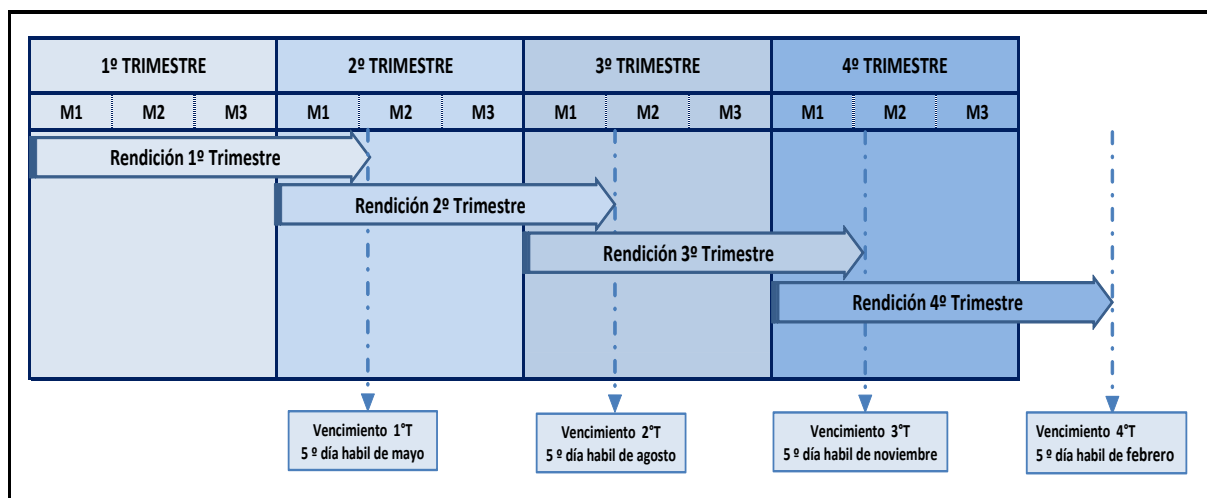 1º TRIMESTRE 2º TRIMESTRE 3º TRIMESTRE 4º TRIMESTRE
M1 M2 M3 M1 M2 M3 M1 M2 M3 M1 M2 M3
Rendición 1º Trimestre
Rendición 2º Trimestre
Rendición 3º Trimestre
Rendición 4º Trimestre
Vencimiento 1°T
5 º día habil de mayo
Vencimiento 2°T
5 º día habil de agosto
Vencimiento 3°T
5 º día habil de noviembre
Vencimiento 4°T
5 º día habil de febrero